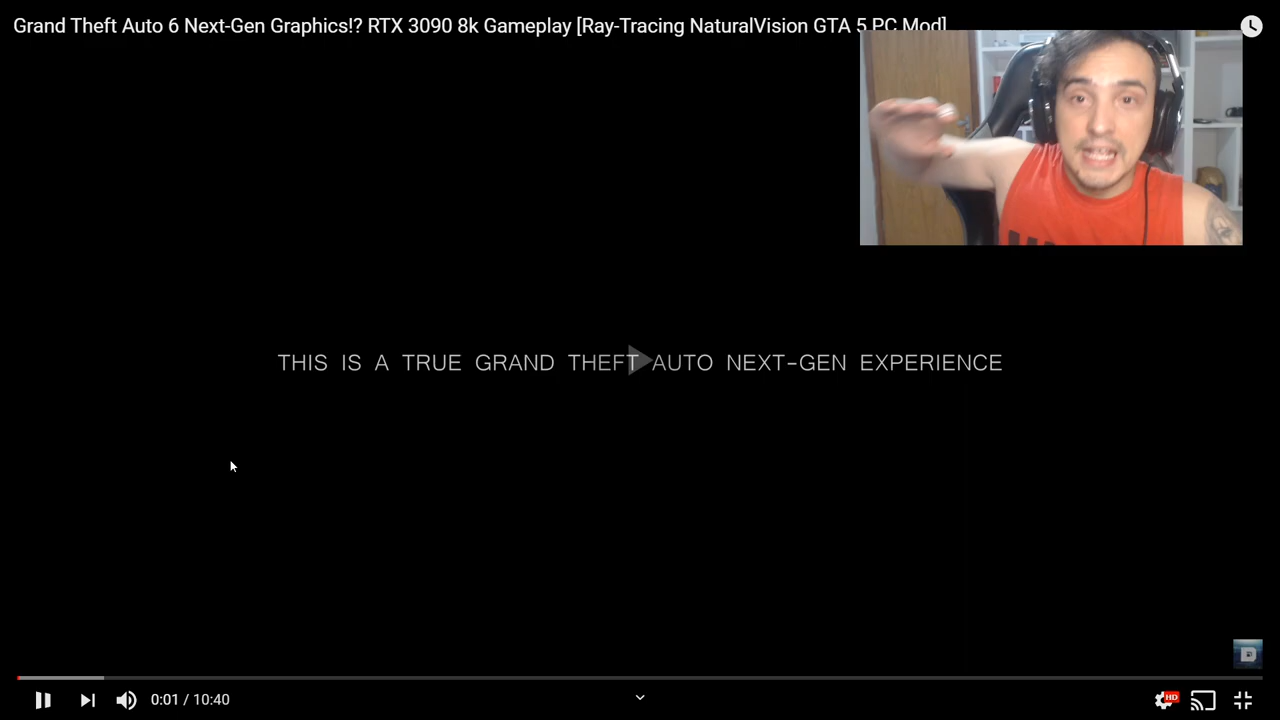 Grand Theft Auto 6 Next-Gen Graphics!? RTX 3090 8k Gameplay [Ray-Tracing NaturalVision GTA 5 PC Mod]
THIS IS A TRUE GRAND THEFT AUTO NEXT-GEN EXPERIENCE
0:01 / 10:40
HD